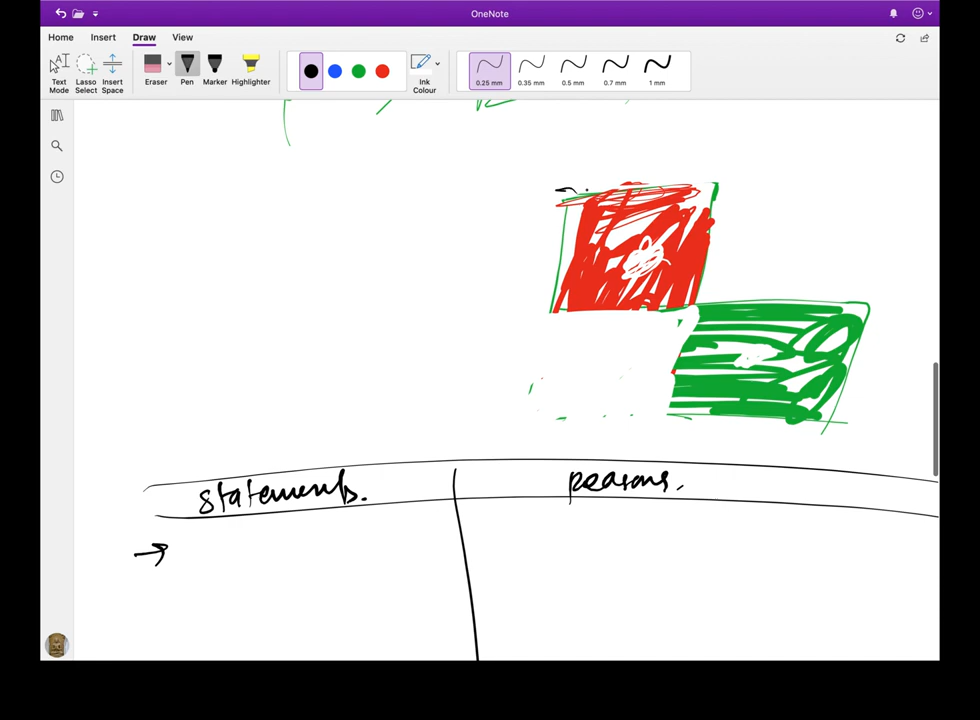 OneNote
Home Insert Draw View
Text Mode
Lasso Select
Insert Space
Eraser
Pen
Marker
Highlighter
Ink Colour
0.25 mm
0.35 mm
0.5 mm
0.7 mm
1 mm
statements.
reasons.